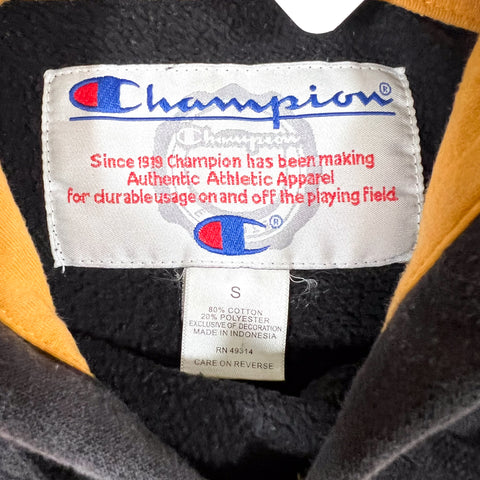 Champion®
Champion
Since 1919 Champion has been making
Authentic Athletic Apparel
for durable usage on and off the playing field.
®
S
80% COTTON
20% POLYESTER
EXCLUSIVE OF DECORATION
MADE IN INDONESIA
RN 49314
CARE ON REVERSE